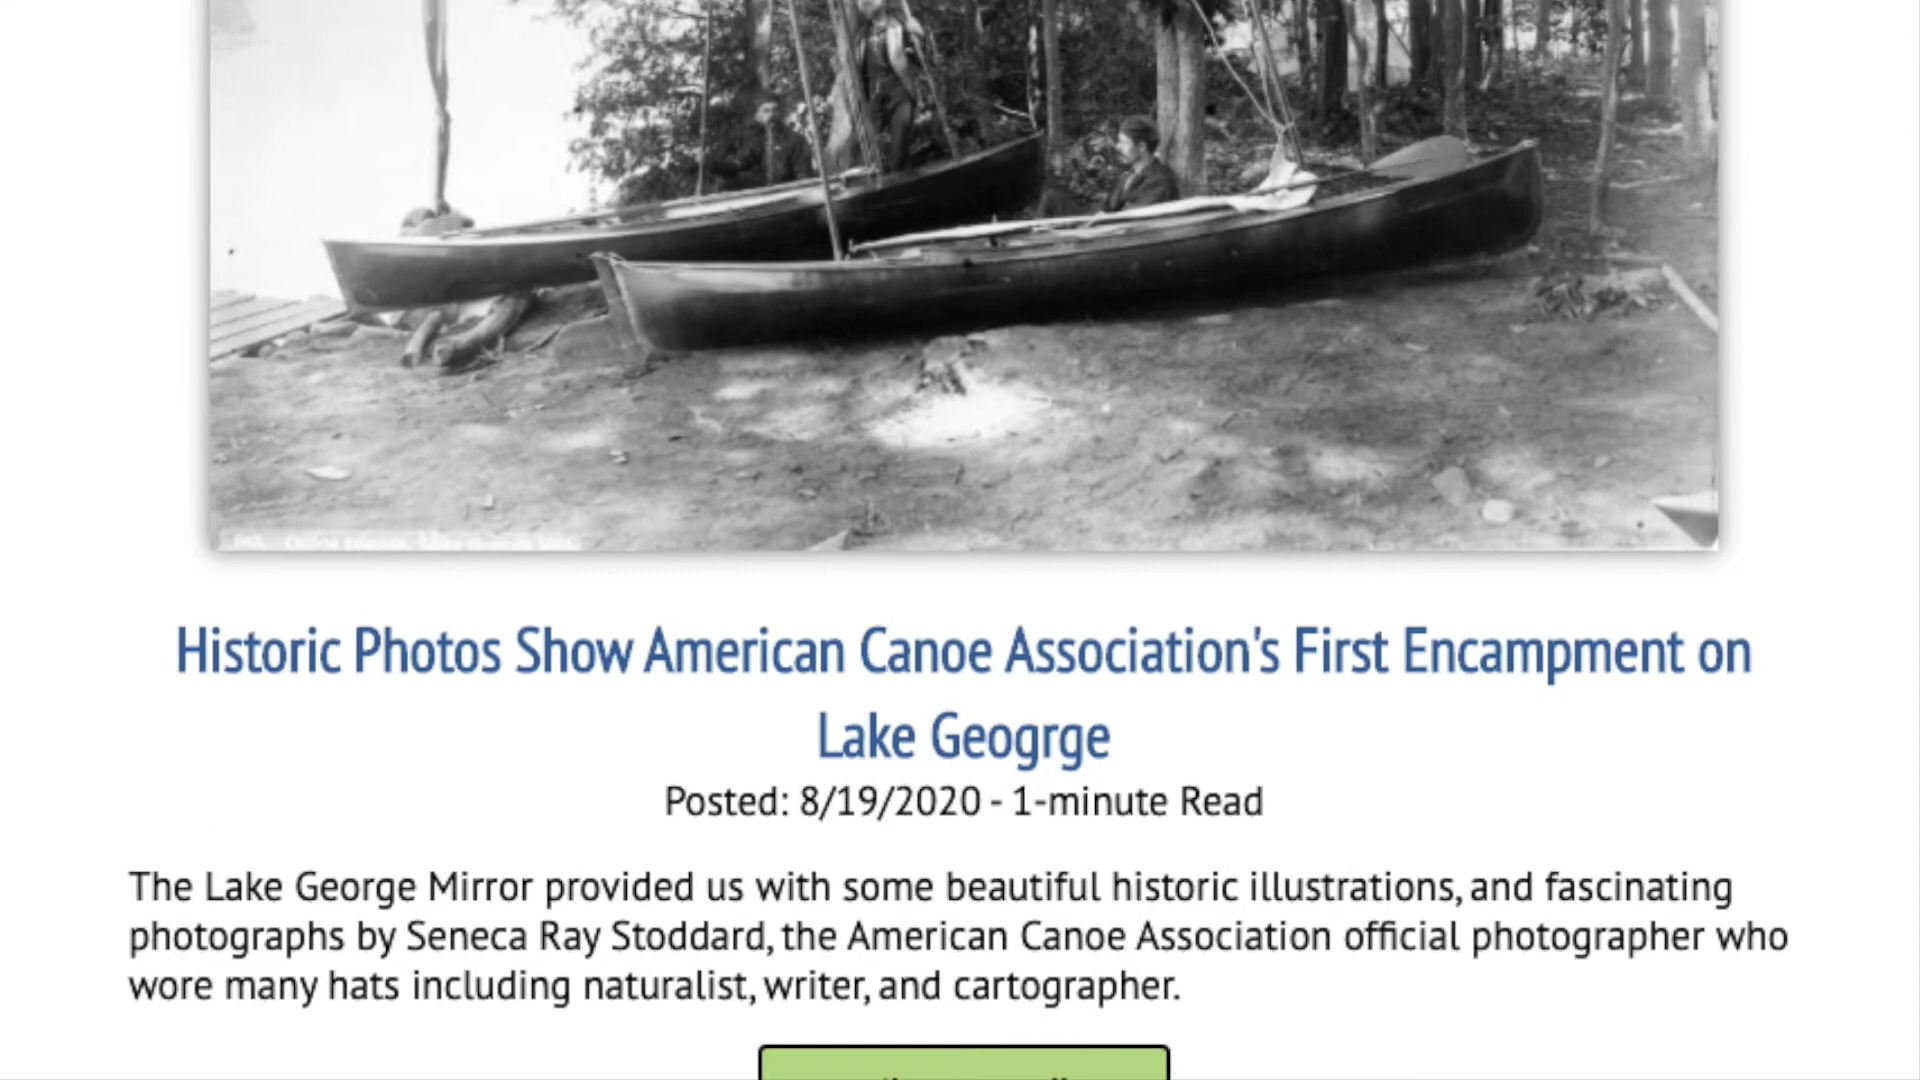 Historic Photos Show American Canoe Association's First Encampment on
Lake Geogrge
Posted: 8/19/2020 - 1-minute Read
The Lake George Mirror provided us with some beautiful historic illustrations, and fascinating
photographs by Seneca Ray Stoddard, the American Canoe Association official photographer who
wore many hats including naturalist, writer, and cartographer.